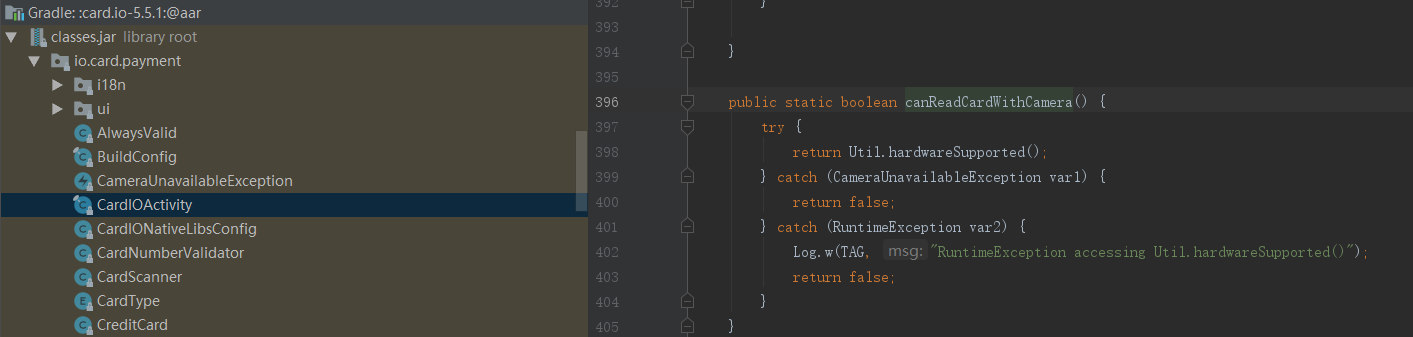 Gradle: :card.io-5.5.1:@aar
classes.jar library root
io.card.payment
i18n
ui
AlwaysValid
BuildConfig
CameraUnavailableException
CardIOActivity
CardIONativeLibsConfig
CardNumberValidator
CardScanner
CardType
CreditCard
392 }
393
394 }
395
396 public static boolean canReadCardWithCamera() {
397 try {
398 return Util.hardwareSupported();
399 } catch (CameraUnavailableException var1) {
400 return false;
401 } catch (RuntimeException var2) {
402 Log.w(TAG, msg: "RuntimeException accessing Util.hardwareSupported()");
403 return false;
404 }
405 }